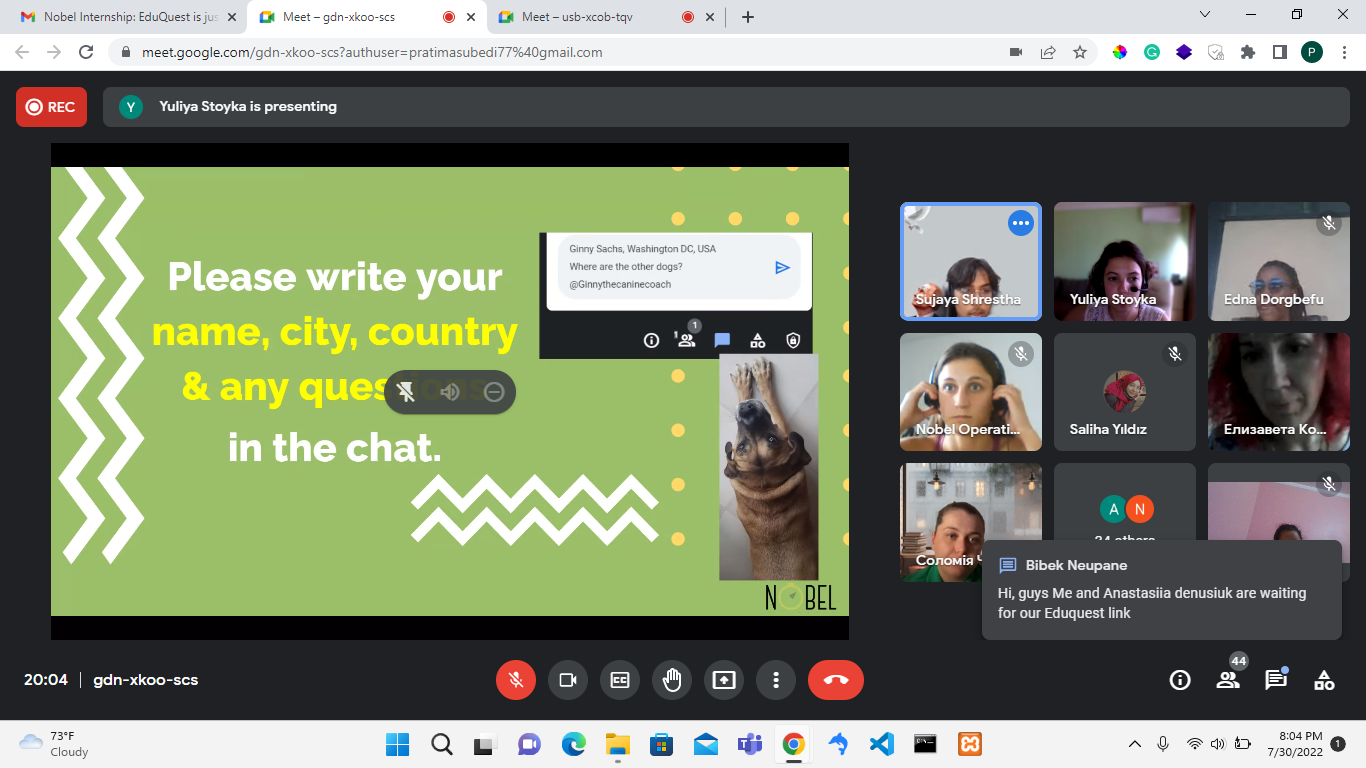 Nobel Internship: EduQuest is jus
Meet – gdn-xkoo-scs
Meet – usb-xcob-tqv
meet.google.com/gdn-xkoo-scs?authuser=pratimasubedi77%40gmail.com
P
REC
Y
Yuliya Stoyka is presenting
Please write your
name, city, country
& any ques
in the chat.
Ginny Sachs, Washington DC, USA
Where are the other dogs?
@Ginnythecaninecoach
1
NOBEL
Sujaya Shrestha
Yuliya Stoyka
Edna Dorgbefu
Nobel Operati...
Saliha Yıldız
Елизавета Ко...
Соломія
A
N
24 others
Bibek Neupane
Hi, guys Me and Anastasiia denusiuk are waiting
for our Eduquest link
20:04
gdn-xkoo-scs
44
73°F
Cloudy
8:04 PM
7/30/2022
1